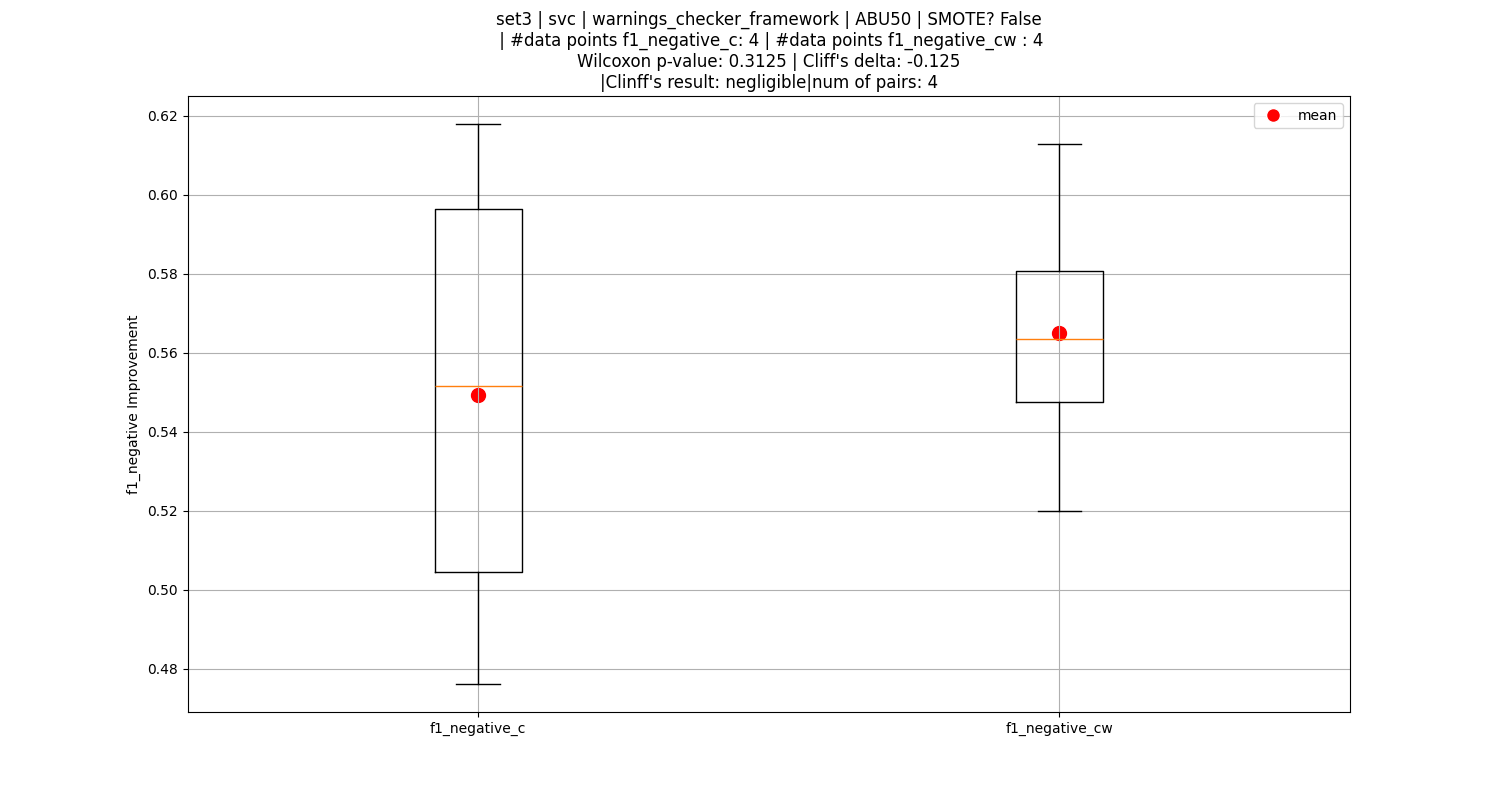 set3 | svc | warnings_checker_framework | ABU50 | SMOTE? False
| #data points f1_negative_c: 4 | #data points f1_negative_cw : 4
Wilcoxon p-value: 0.3125 | Cliff's delta: -0.125
|Clinff's result: negligible|num of pairs: 4
mean
f1_negative Improvement
0.62
0.60
0.58
0.56
0.54
0.52
0.50
0.48
f1_negative_c
f1_negative_cw